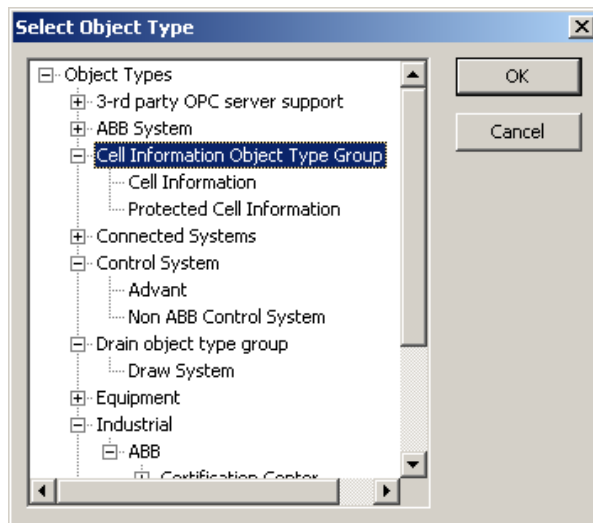 Select Object Type
Object Types
3-rd party OPC server support
ABB System
Cell Information Object Type Group
Cell Information
Protected Cell Information
Connected Systems
Control System
Advant
Non ABB Control System
Drain object type group
Draw System
Equipment
Industrial
ABB
Certification Center
OK
Cancel